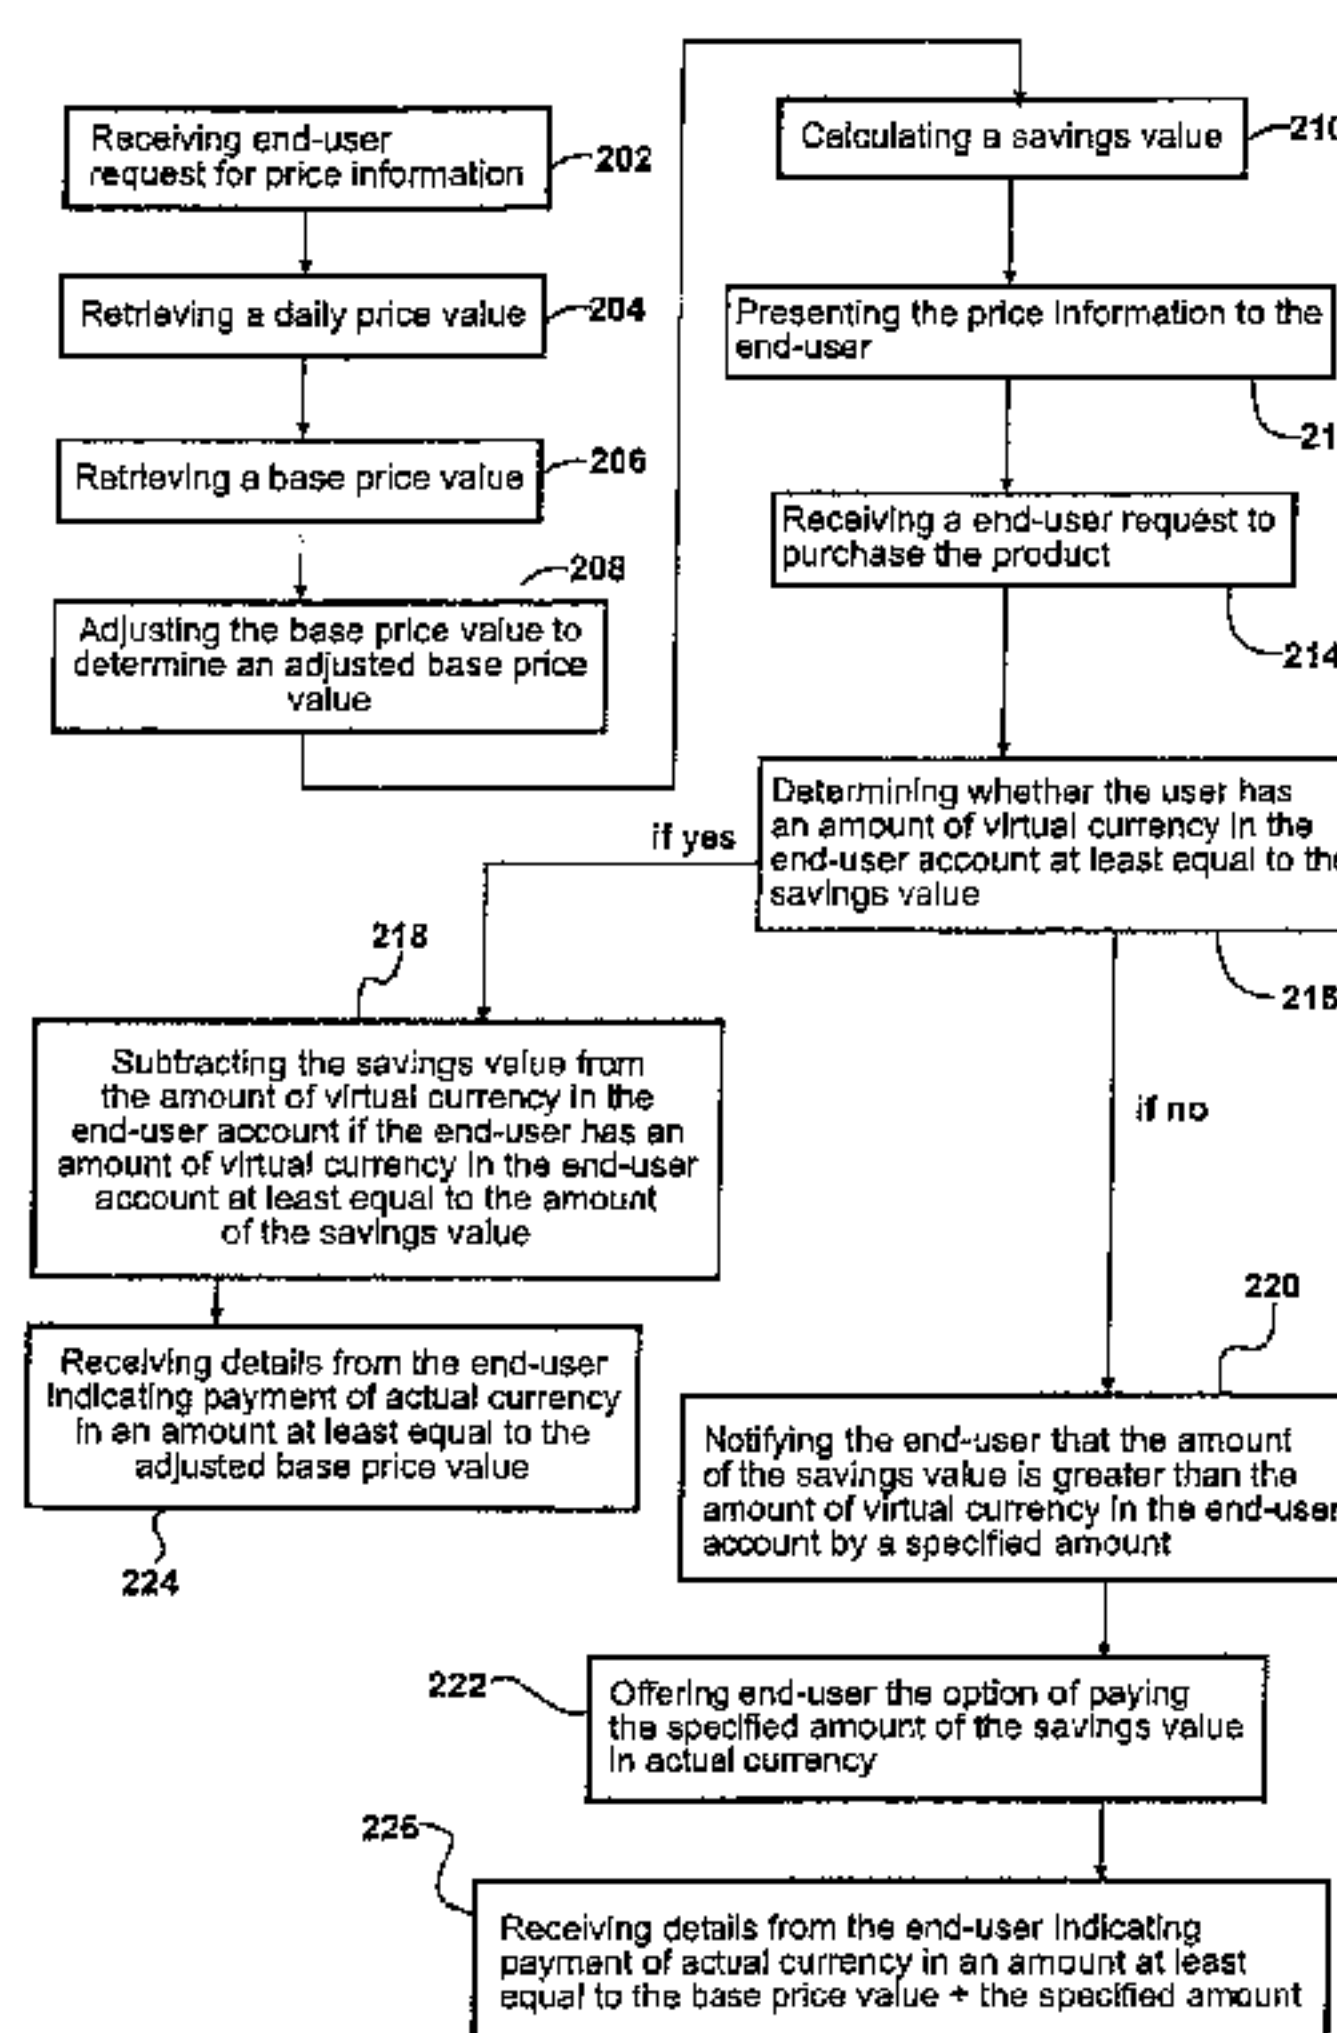 Receiving end-user
request for price information
202
Retrieving a daily price value
204
Retrieving a base price value
206
208
Adjusting the base price value to
determine an adjusted base price
value
Calculating a savings value
210
Presenting the price information to the
end-user
21
Receiving a end-user request to
purchase the product
214
Determining whether the user has
an amount of virtual currency in the
end-user account at least equal to the
savings value
216
if yes
if no
218
Subtracting the savings value from
the amount of virtual currency in the
end-user account if the end-user has an
amount of virtual currency in the end-user
account at least equal to the amount
of the savings value
Receiving details from the end-user
indicating payment of actual currency
in an amount at least equal to the
adjusted base price value
224
220
Notifying the end-user that the amount
of the savings value is greater than the
amount of virtual currency in the end-user
account by a specified amount
222
Offering end-user the option of paying
the specified amount of the savings value
in actual currency
226
Receiving details from the end-user indicating
payment of actual currency in an amount at least
equal to the base price value + the specified amount